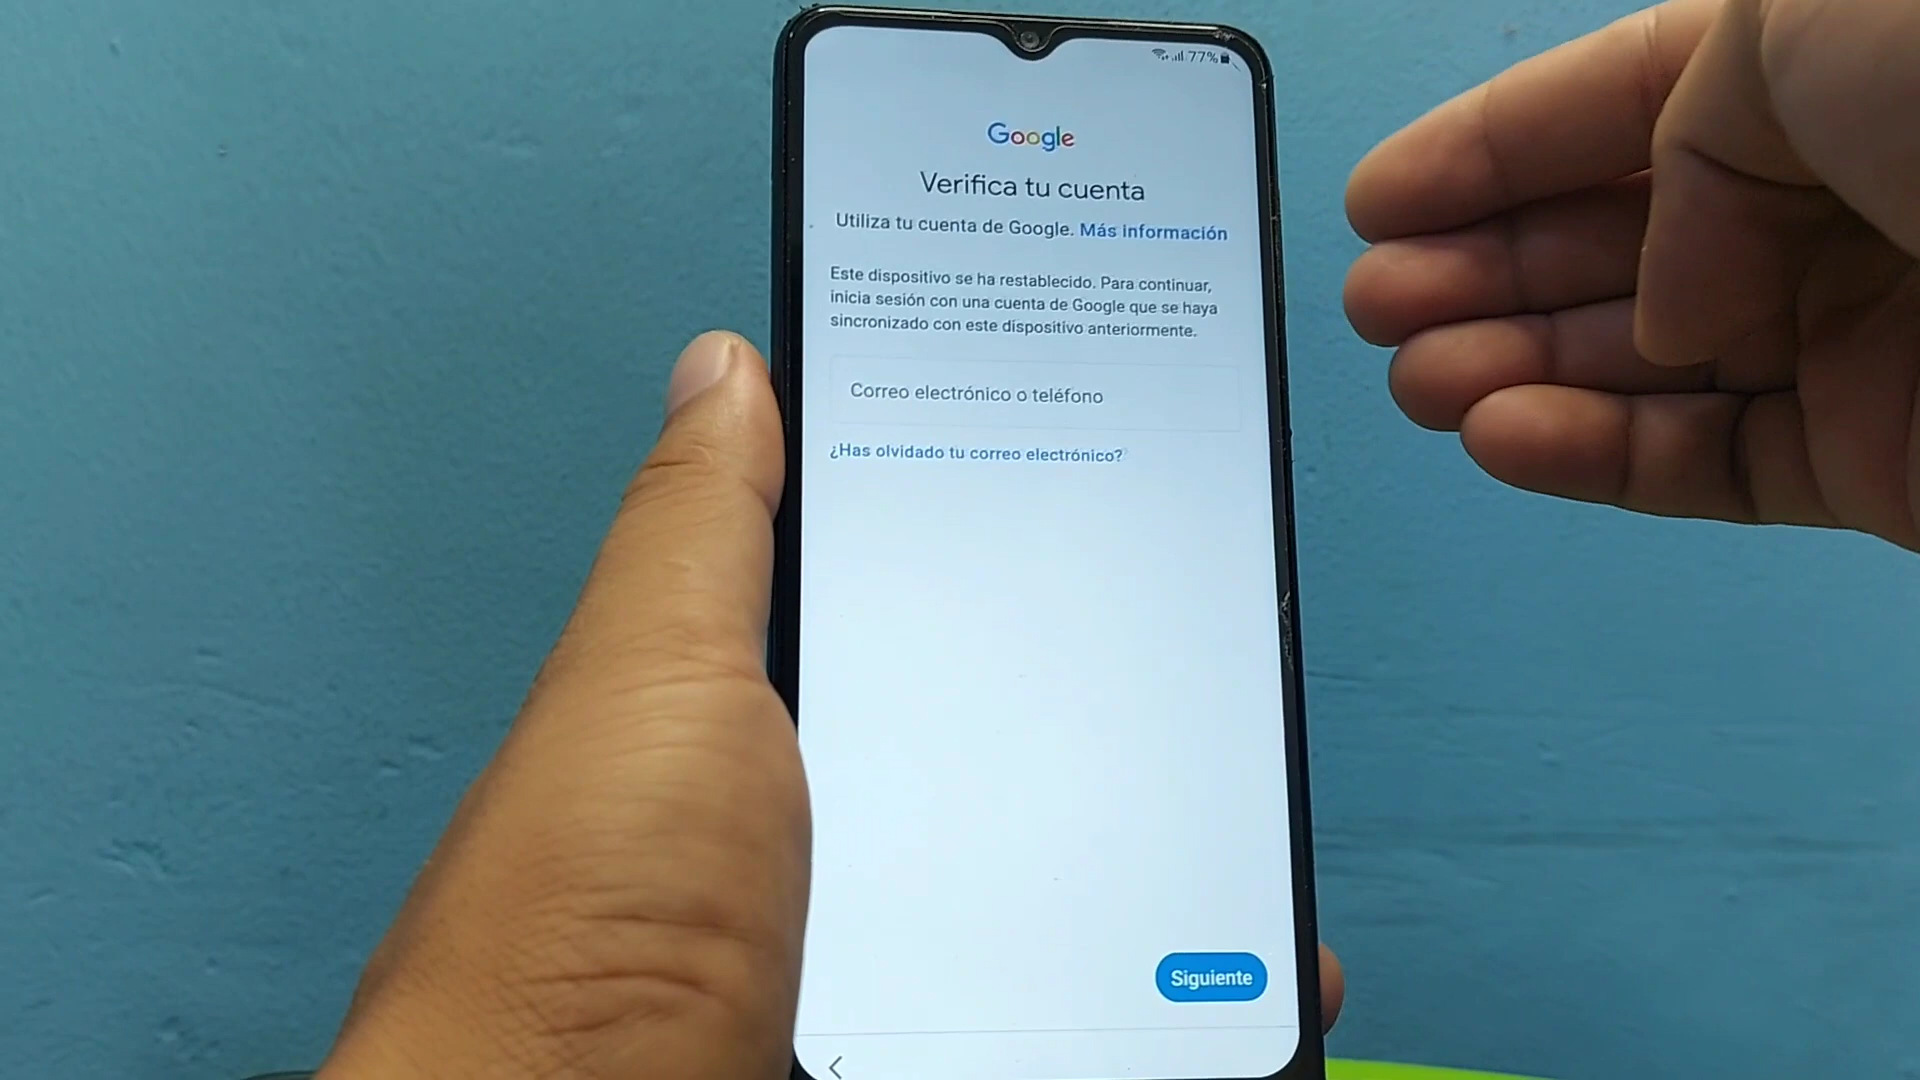 77%
Google
Verifica tu cuenta
Utiliza tu cuenta de Google. Más información
Este dispositivo se ha restablecido. Para continuar,
inicia sesión con una cuenta de Google que se haya
sincronizado con este dispositivo anteriormente.
Correo electrónico o teléfono
¿Has olvidado tu correo electrónico?
Siguiente